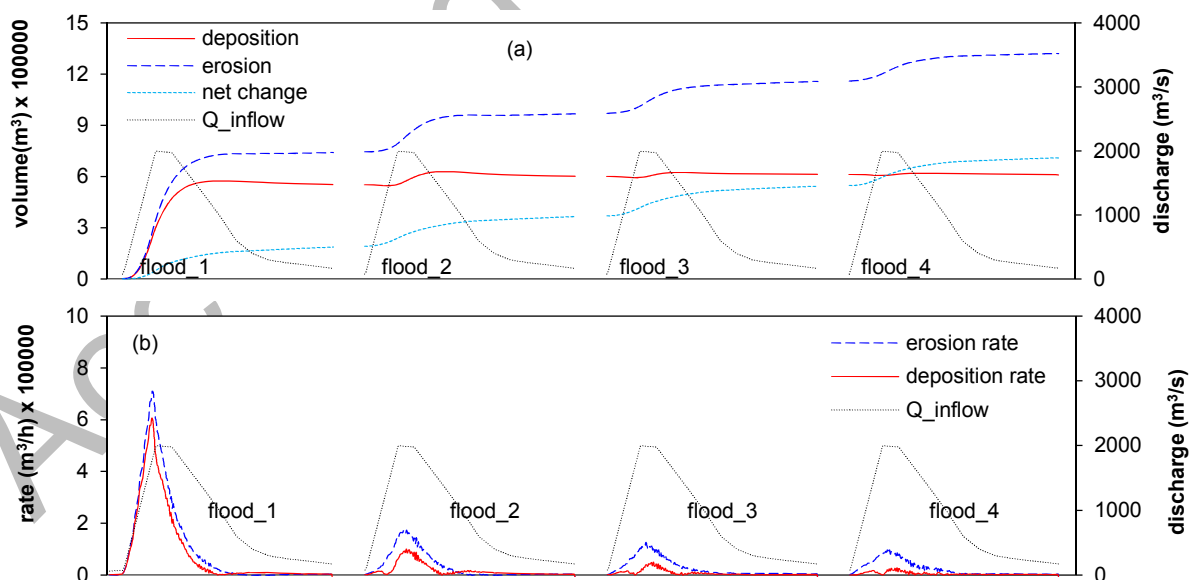 15
12
9
6
3
0
volume(m³) x 100000
deposition
erosion
net change
Q_inflow
(a)
flood_1
flood_2
flood_3
flood_4
4000
3000
2000
1000
0
discharge (m³/s)
10
8
6
4
2
0
rate (m³/h) x 100000
(b)
erosion rate
deposition rate
Q_inflow
flood_1
flood_2
flood_3
flood_4
4000
3000
2000
1000
0
discharge (m³/s)